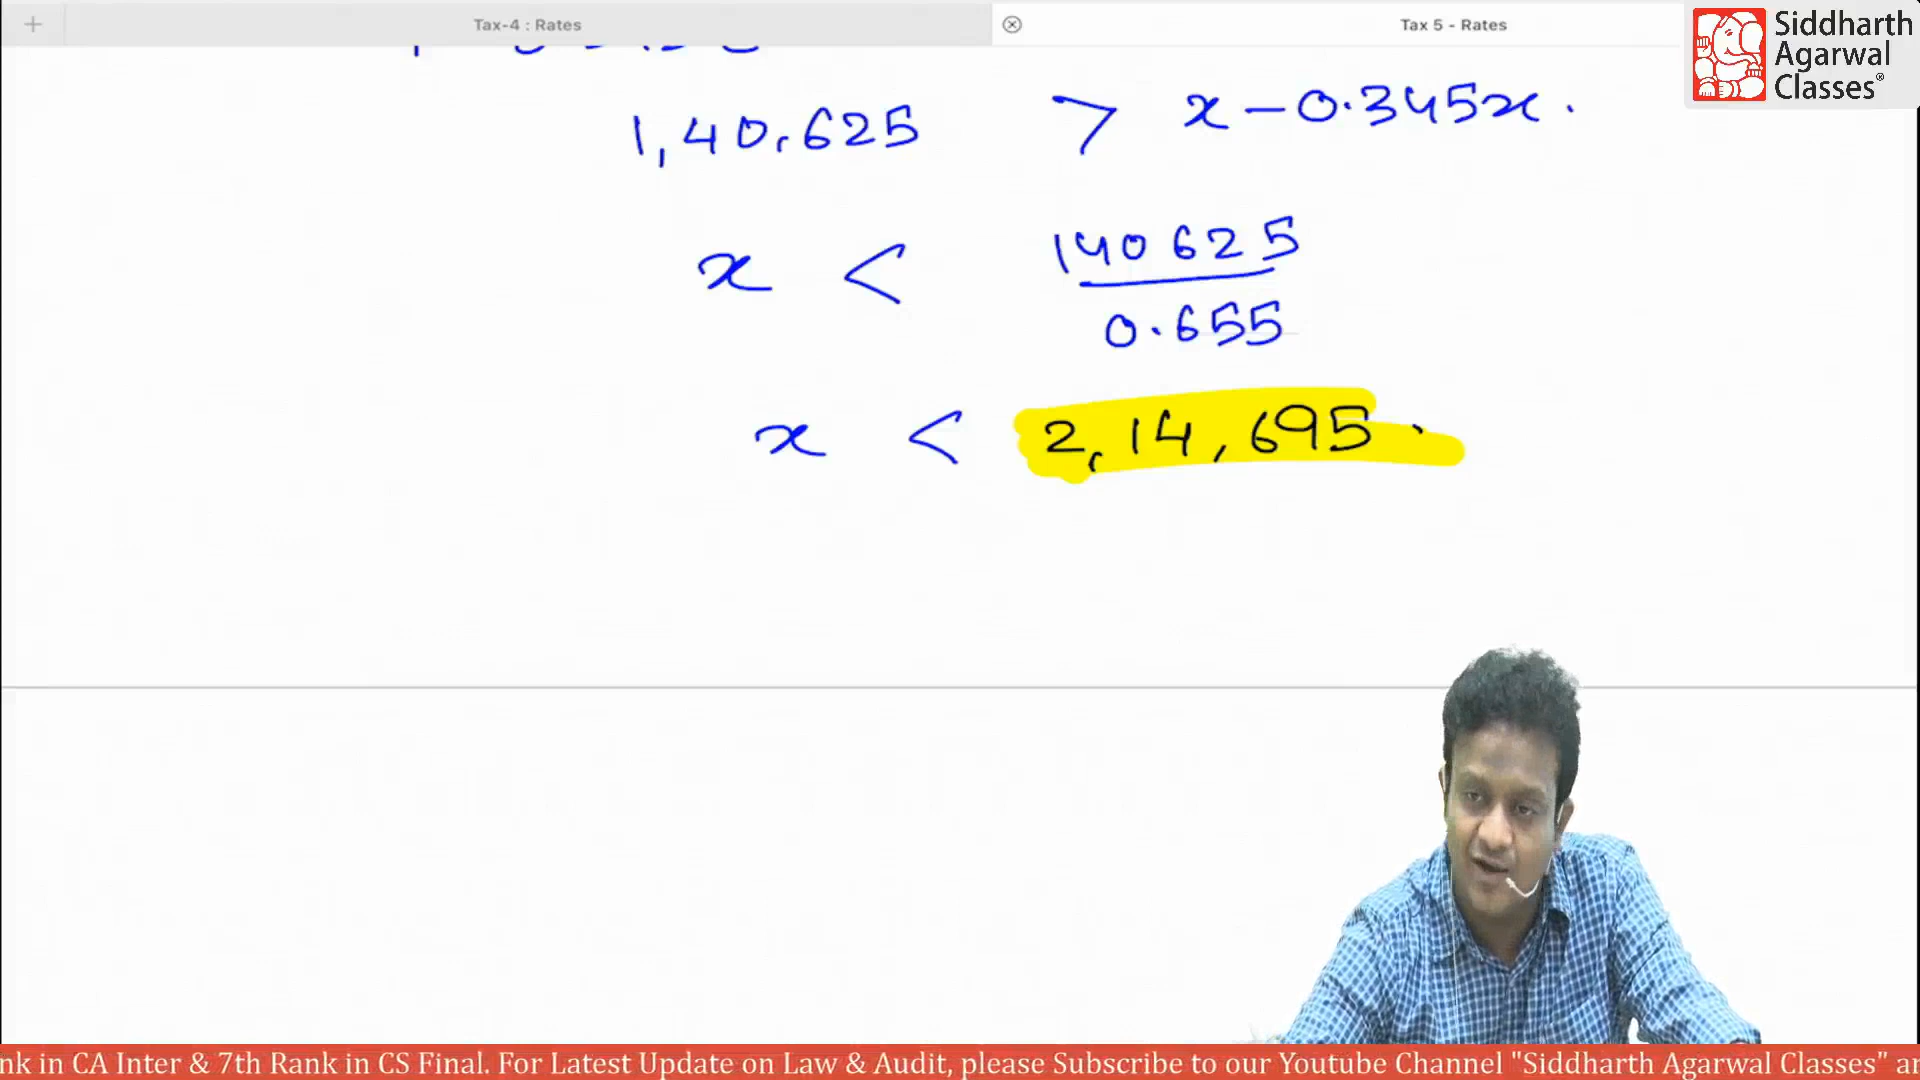 Tax-4 : Rates
Tax 5 - Rates
Siddharth
Agarwal
Classes®
1,40,625 > x - 0.345x.
x < 140625
0.655
x < 2,14,695.
nk in CA Inter & 7th Rank in CS Final. For Latest Update on Law & Audit, please Subscribe to our Youtube Channel "Siddharth Agarwal Classes"